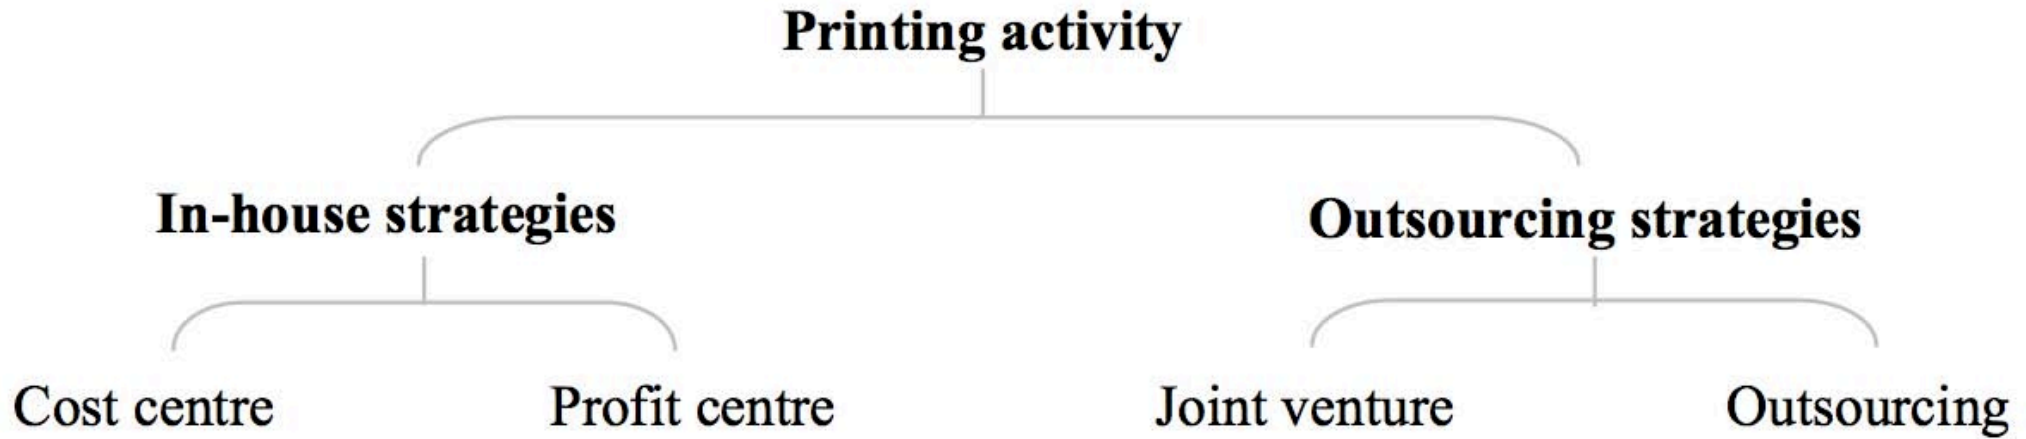 Printing activity
In-house strategies
Outsourcing strategies
Cost centre
Profit centre
Joint venture
Outsourcing